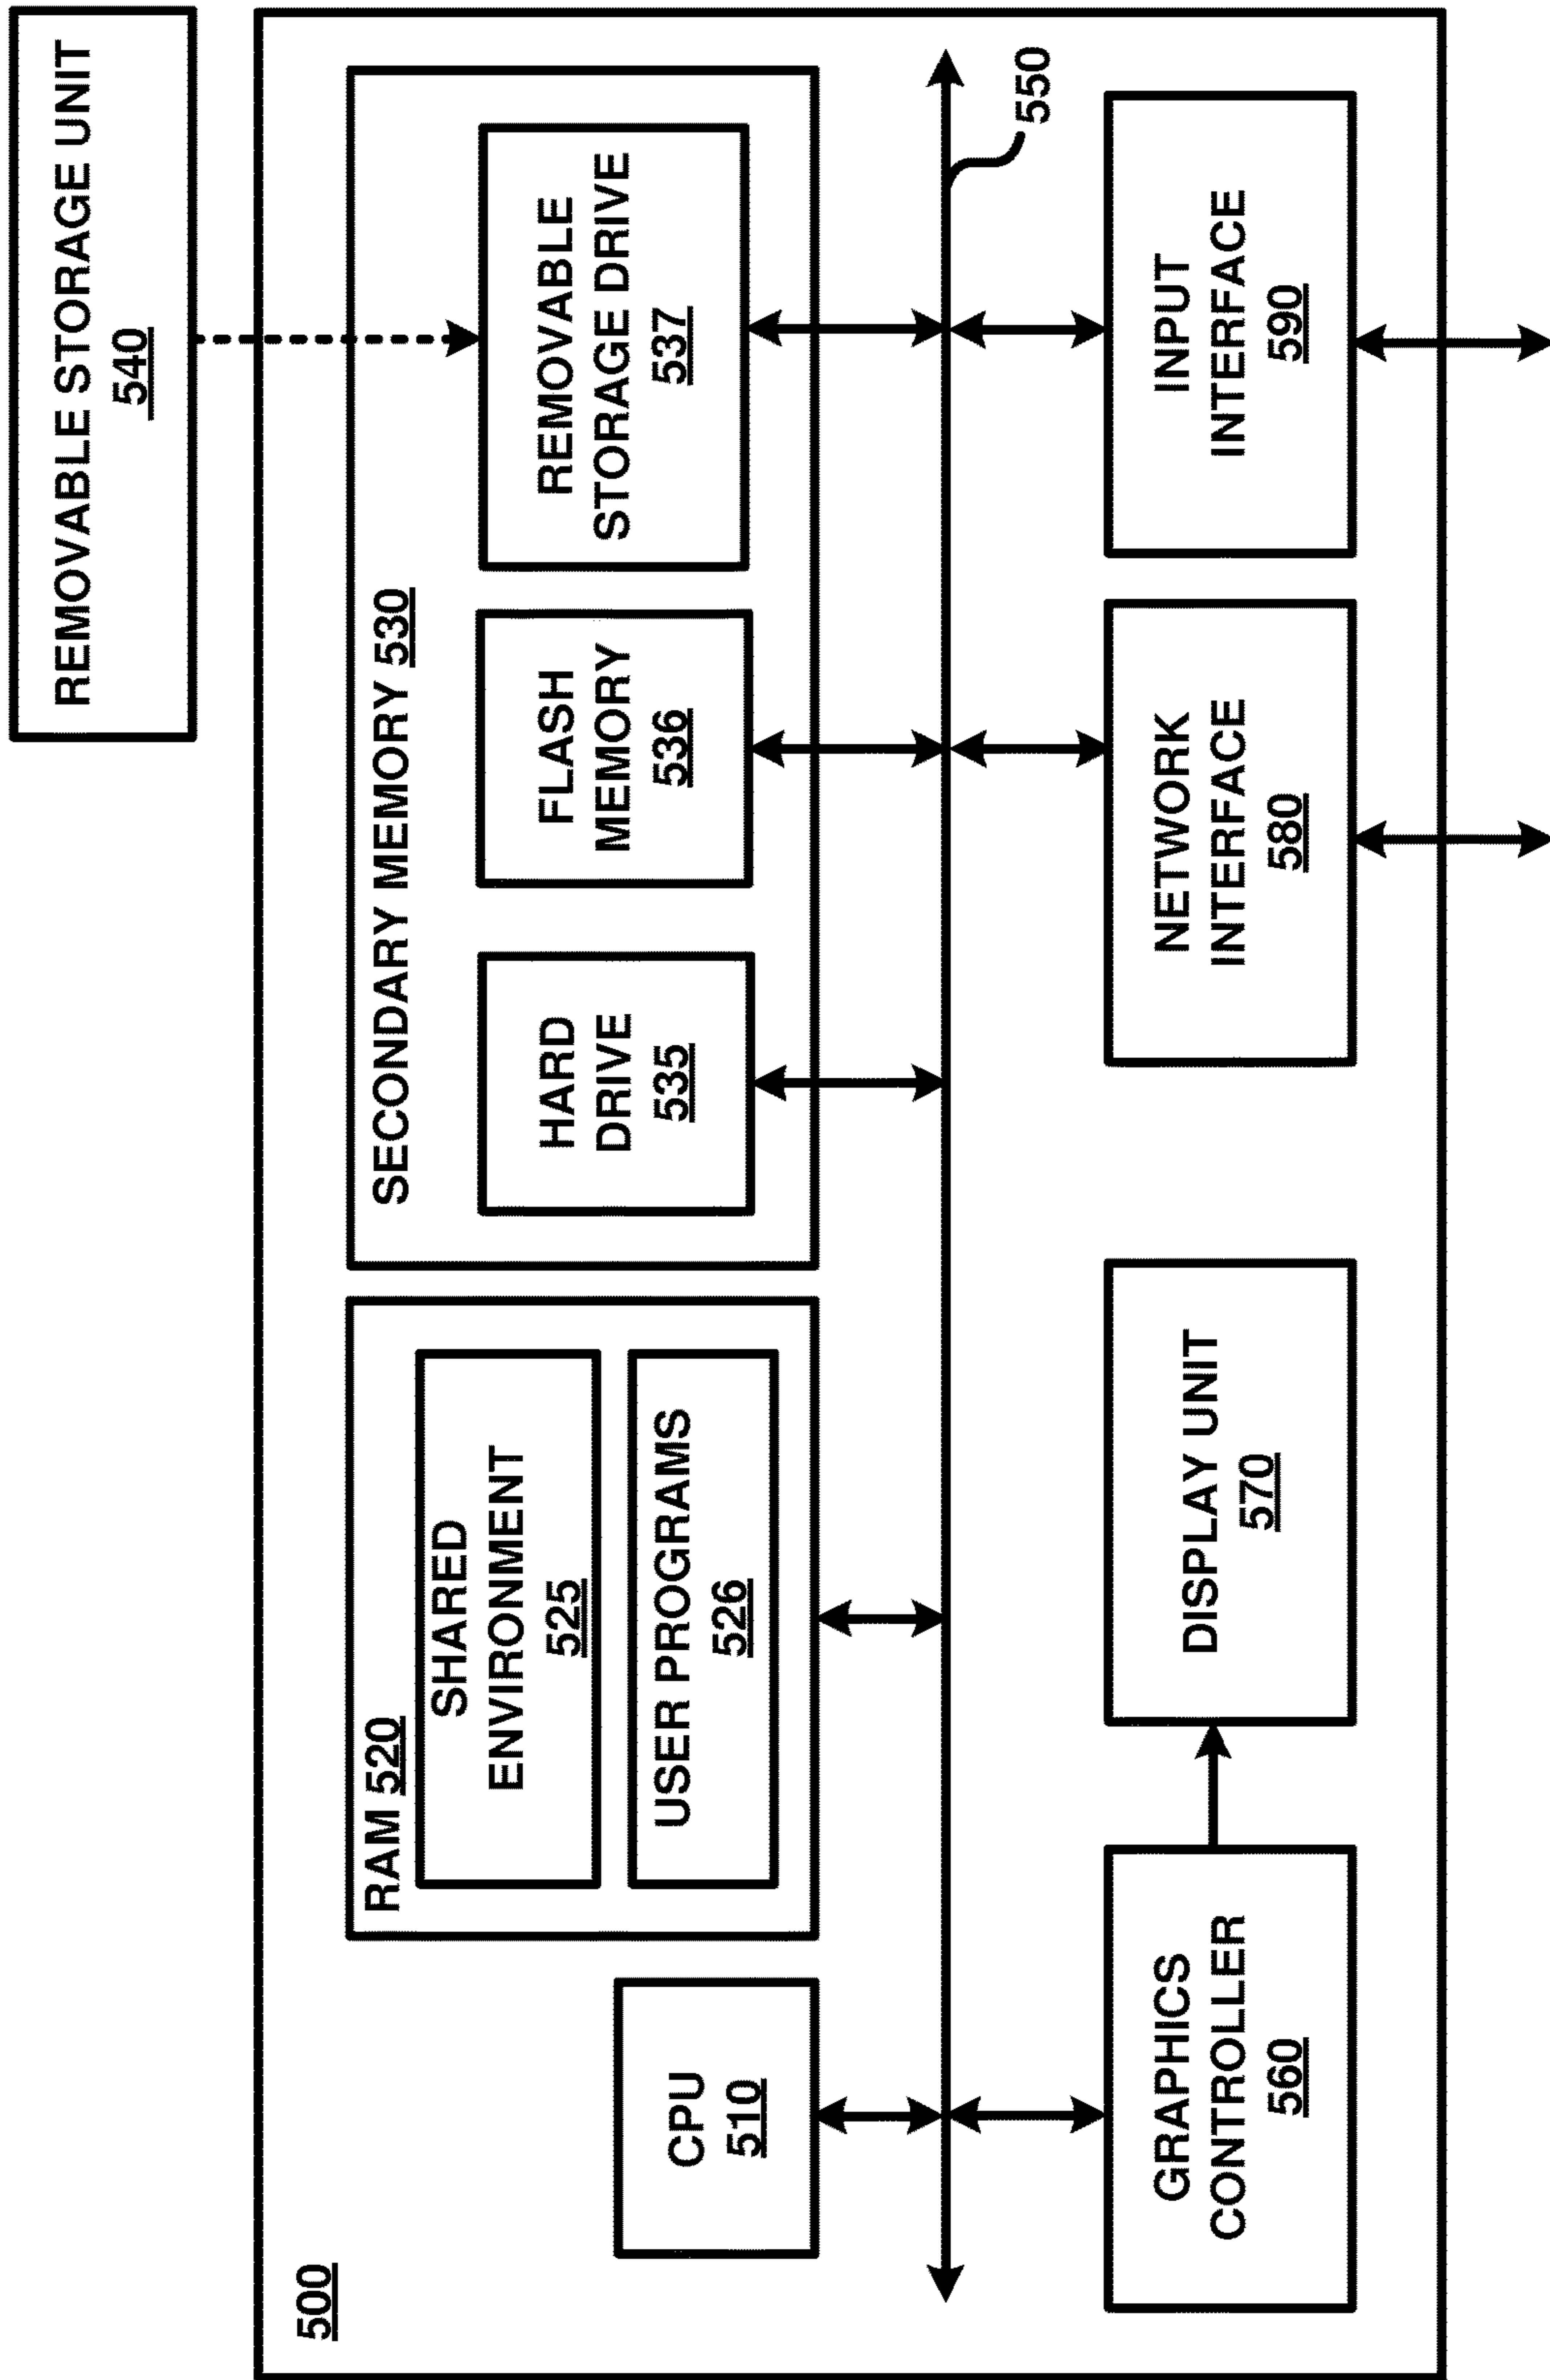 REMOVABLE STORAGE UNIT
540
500
RAM 520
SHARED
ENVIRONMENT
525
USER PROGRAMS
526
CPU
510
SECONDARY MEMORY 530
HARD
DRIVE
535
FLASH
MEMORY
536
REMOVABLE
STORAGE DRIVE
537
550
GRAPHICS
CONTROLLER
560
DISPLAY UNIT
570
NETWORK
INTERFACE
580
INPUT
INTERFACE
590